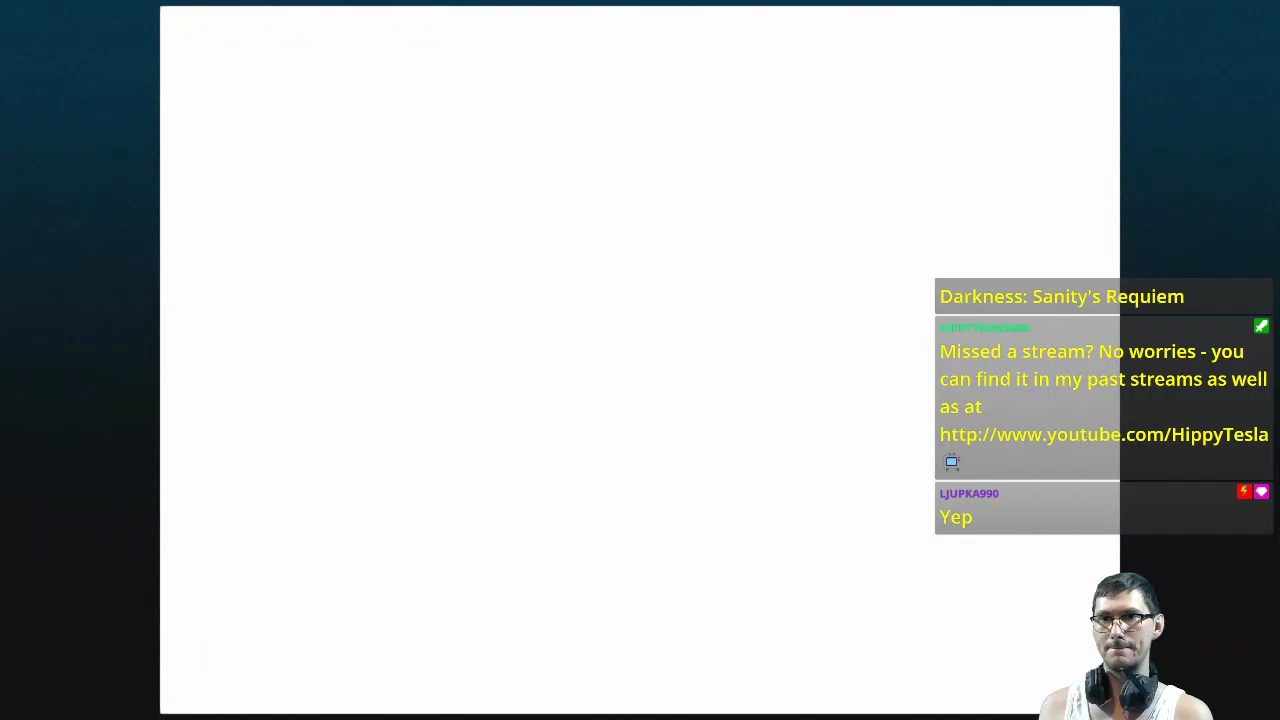 Darkness: Sanity's Requiem
Missed a stream? No worries - you
can find it in my past streams as well
as at
http://www.youtube.com/HippyTesla
LJUPKA990
Yep